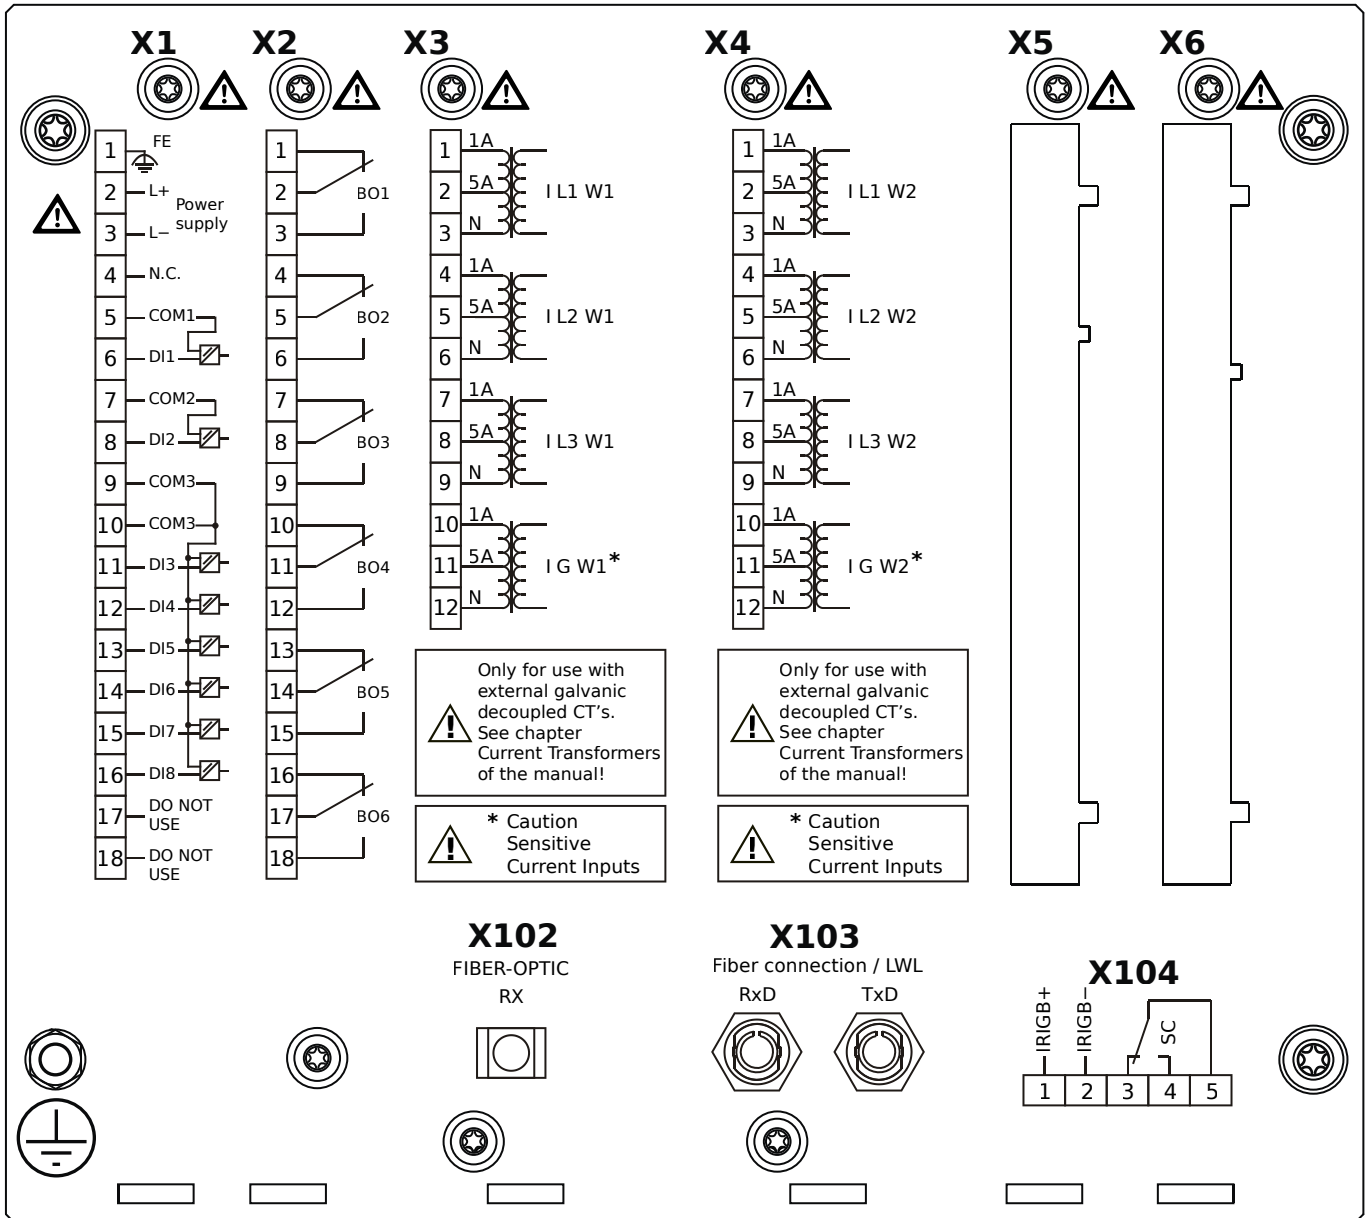 X1
X2
X3
X4
X5
X6
1
FE
2
L+
Power
supply
3
L−
4
N.C.
5
COM1
6
DI1
7
COM2
8
DI2
9
COM3
10
COM3
11
DI3
12
DI4
13
DI5
14
DI6
15
DI7
16
DI8
17
DO NOT
USE
18
DO NOT
USE
1
2
BO1
3
4
5
BO2
6
7
8
BO3
9
10
11
BO4
12
13
14
BO5
15
16
17
BO6
18
1
1A
2
5A
I L1 W1
3
N
4
1A
5
5A
I L2 W1
6
N
7
1A
8
5A
I L3 W1
9
N
10
1A
11
5A
I G W1*
12
N
Only for use with
external galvanic
decoupled CT's.
See chapter
Current Transformers
of the manual!
* Caution
Sensitive
Current Inputs
1
1A
2
5A
I L1 W2
3
N
4
1A
5
5A
I L2 W2
6
N
7
1A
8
5A
I L3 W2
9
N
10
1A
11
5A
I G W2*
12
N
Only for use with
external galvanic
decoupled CT's.
See chapter
Current Transformers
of the manual!
* Caution
Sensitive
Current Inputs
X102
FIBER-OPTIC
RX
X103
Fiber connection / LWL
RxD
TxD
X104
IRIGB+
IRIGB−
SC
1
2
3
4
5